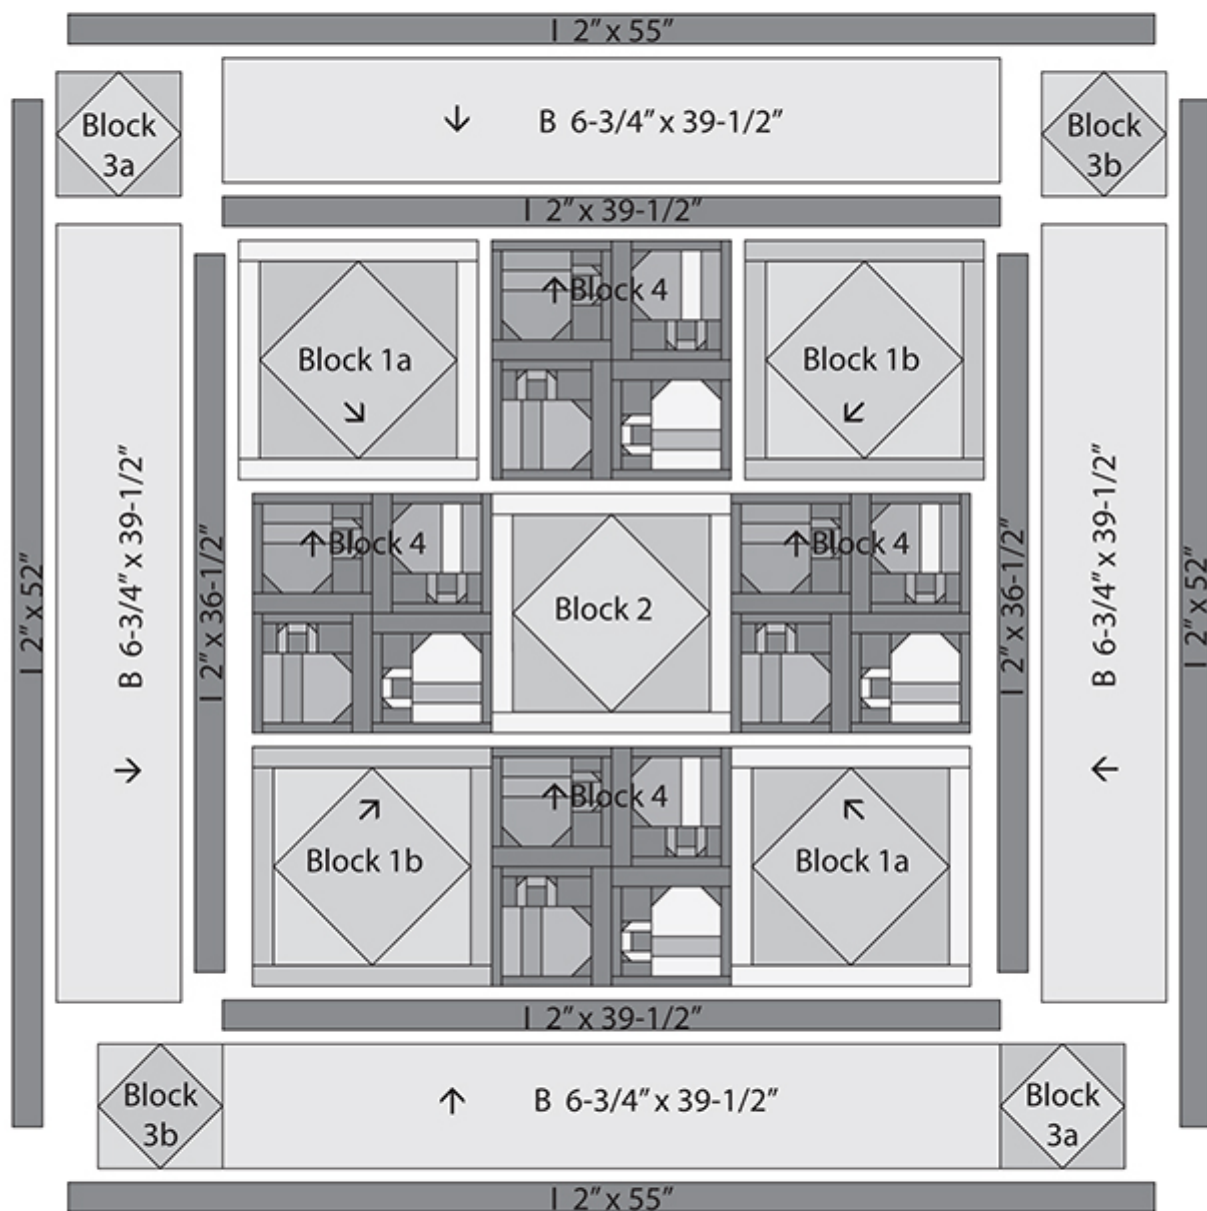 I 2” x 55”
Block
3a
↓ B 6-3/4” x 39-1/2”
Block
3b
I 2” x 39-1/2”
Block 1a
↘
↑Block 4
Block 1b
↙
I 2” x 52”
B 6-3/4” x 39-1/2”
→
I 2” x 36-1/2”
↑Block 4
Block 2
↑Block 4
I 2” x 36-1/2”
B 6-3/4” x 39-1/2”
←
I 2” x 52”
↗
Block 1b
↑Block 4
↖
Block 1a
I 2” x 39-1/2”
Block
3b
↑ B 6-3/4” x 39-1/2”
Block
3a
I 2” x 55”